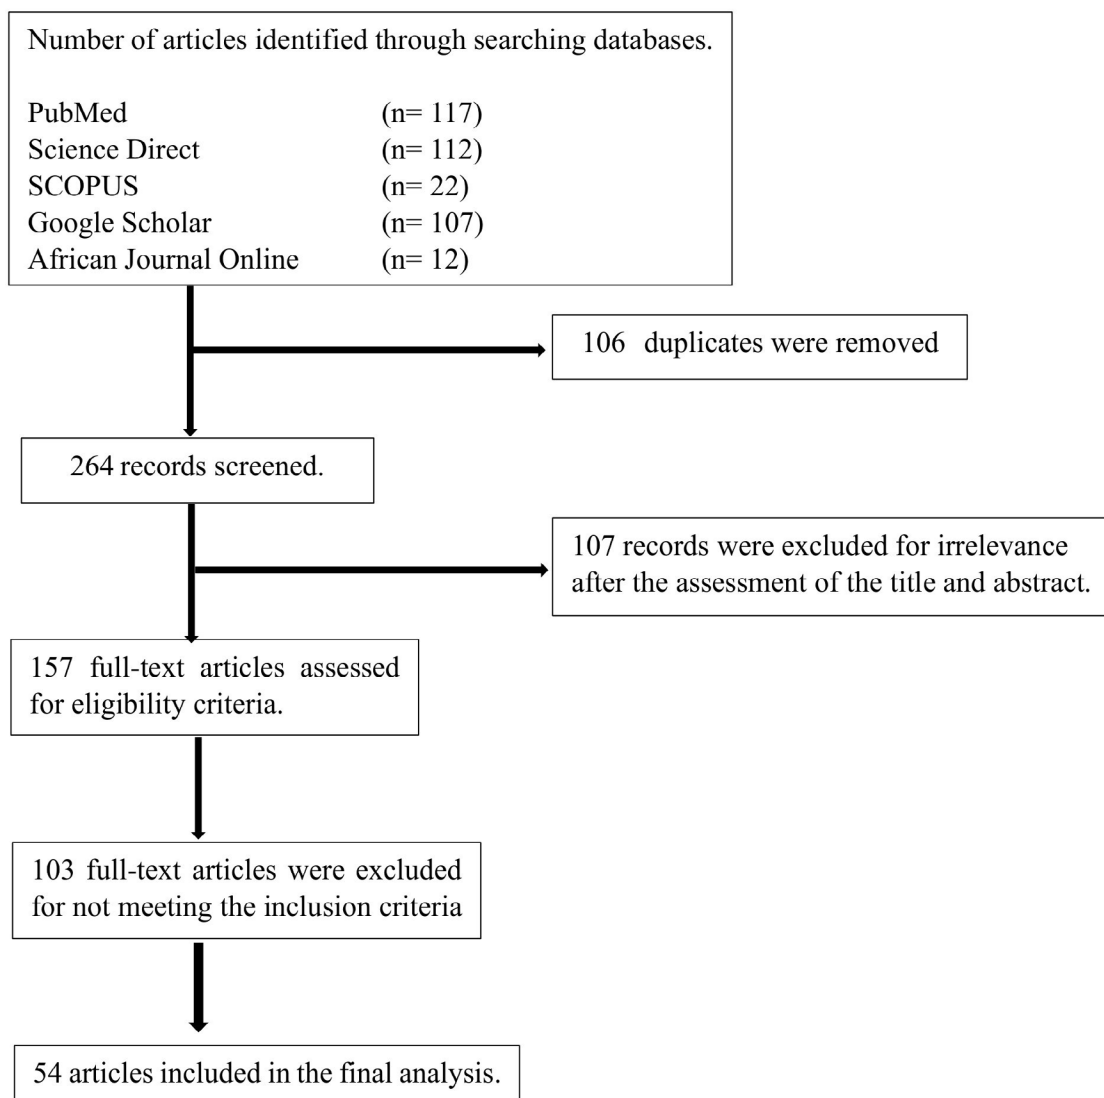 Number of articles identified through searching databases.
PubMed (n= 117)
Science Direct (n= 112)
SCOPUS (n= 22)
Google Scholar (n= 107)
African Journal Online (n= 12)
106 duplicates were removed
264 records screened.
107 records were excluded for irrelevance
after the assessment of the title and abstract.
157 full-text articles assessed
for eligibility criteria.
103 full-text articles were excluded
for not meeting the inclusion criteria
54 articles included in the final analysis.